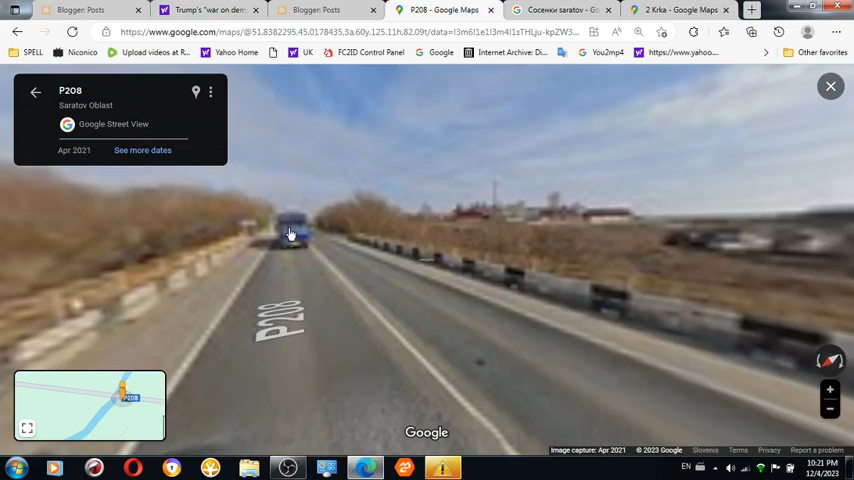 Blogger: Posts
Trump's "war on dem
Blogger: Posts
P208 - Google Maps
Сосенки saratov - Go
2 Krka - Google Maps
https://www.google.com/maps/@51.8382295,45.0178435,3a,60y,125.11h,82.09t/data=!3m6!1e1!3m4!1sTHLju-kpZW3...
SPELL
Niconico
Upload videos at R...
Yahoo Home
UK
FC2ID Control Panel
Google
Internet Archive: Di...
You2mp4
https://www.yahoo....
Other favorites
P208
Saratov Oblast
Google Street View
Apr 2021
See more dates
P208
P208
Google
Image capture: Apr 2021 © 2023 Google Slovenia Terms Privacy Report a problem
EN
10:21 PM
12/4/2023